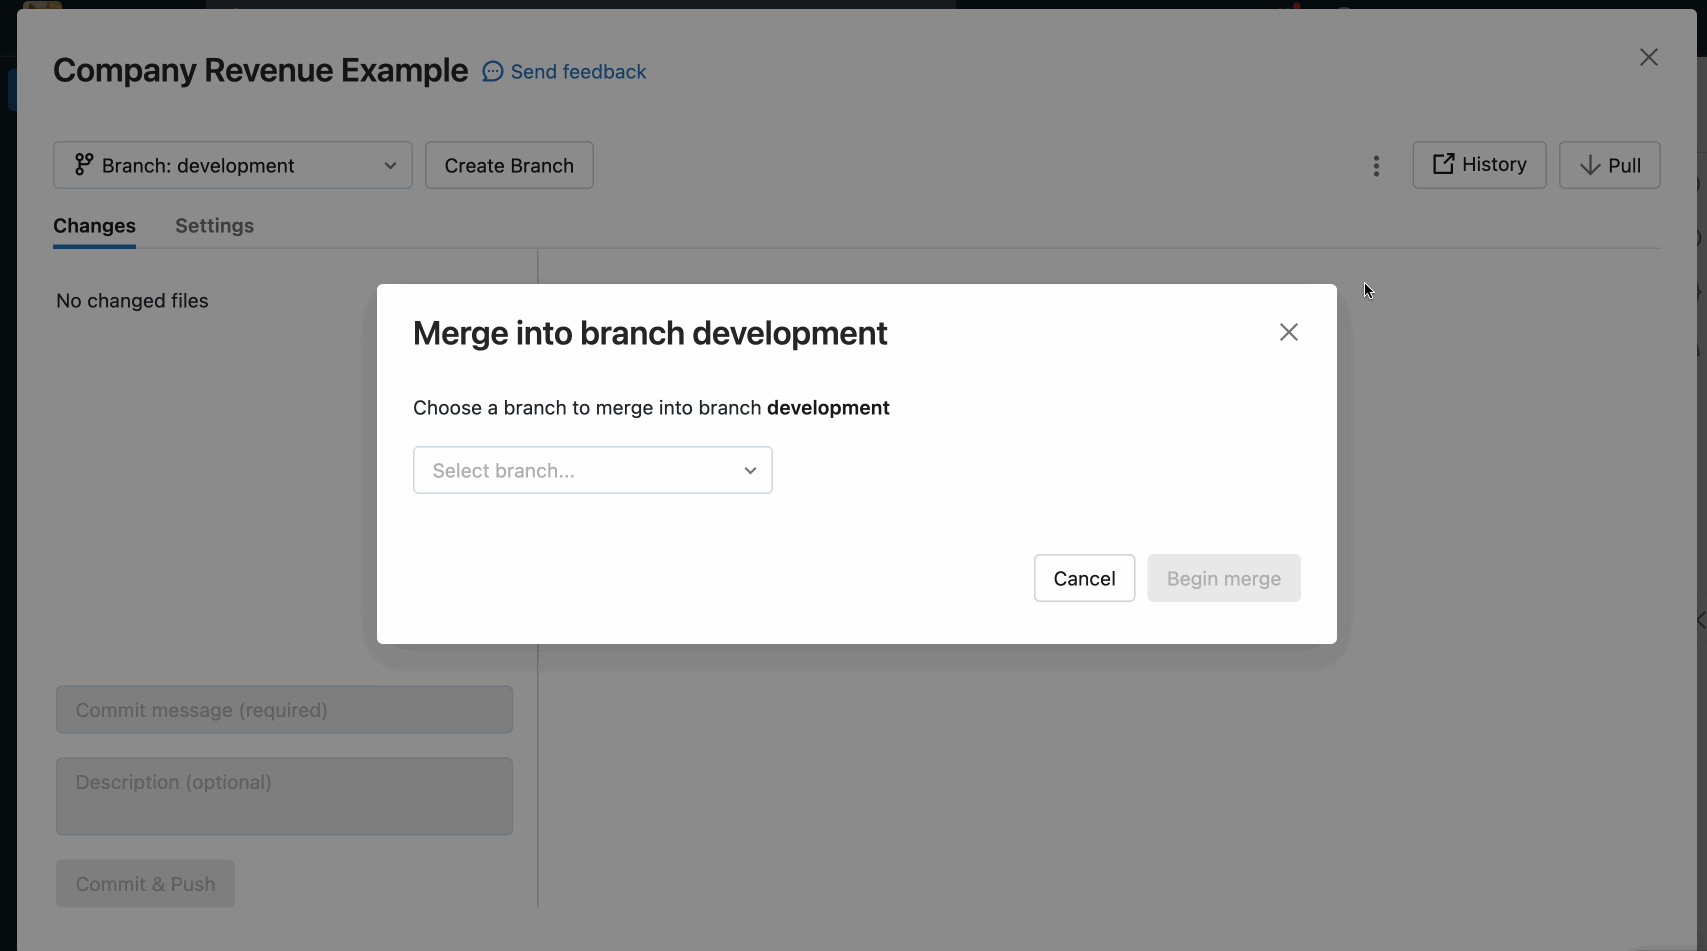 Company Revenue Example
Send feedback
Branch: development
Create Branch
History
Pull
Changes
Settings
No changed files
Merge into branch development
Choose a branch to merge into branch development
Select branch...
Cancel
Begin merge
Commit message (required)
Description (optional)
Commit & Push